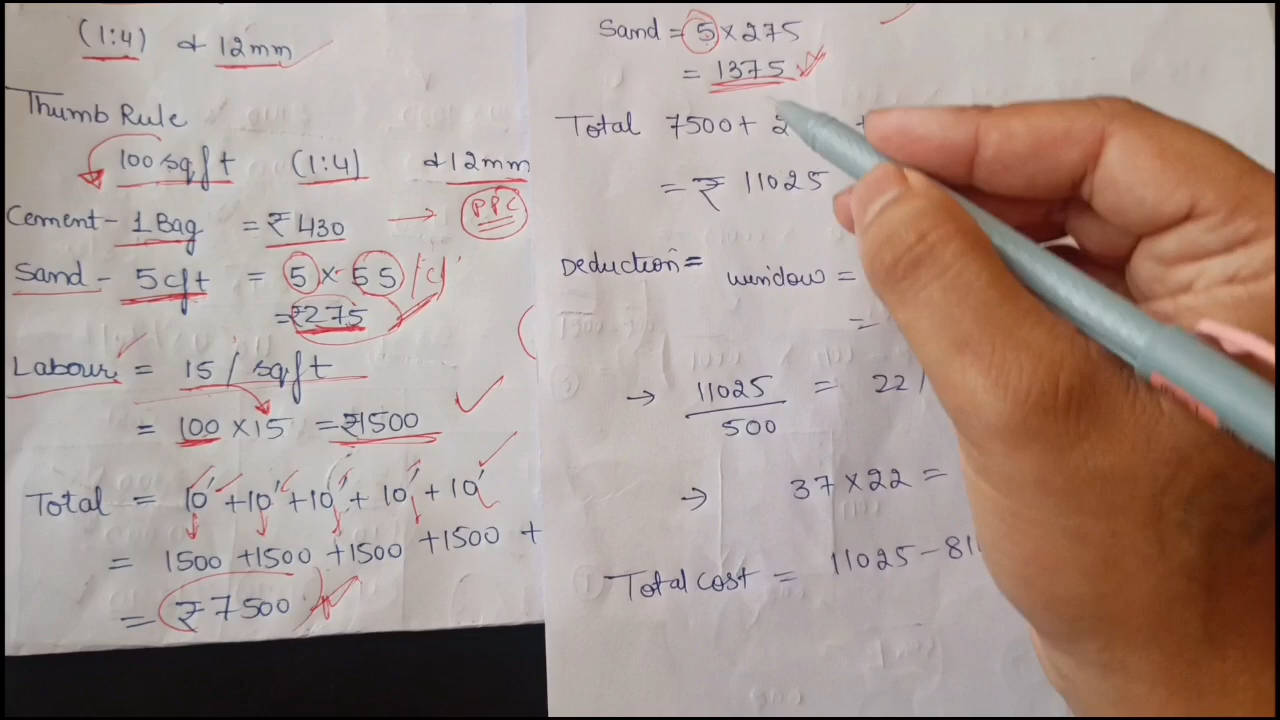 (1:4) & 12mm
Thumb Rule
100 sqft (1:4) & 12mm
Cement - 1 Bag = ₹ 430 → PPC
Sand - 5 cft = 5 × 55 / cf
= ₹275
Labour = 15 / sqft
= 100 × 15 = ₹1500
Total = 10' + 10' + 10' + 10' + 10'
= 1500 + 1500 + 1500 + 1500 +
= ₹ 7500
Sand = 5 × 275
= 1375
Total 7500 + 2
= ₹ 11025
Deduction = window =
=
→ 11025 / 500 = 22 /
→ 37 × 22 =
Total cost = 11025 - 81